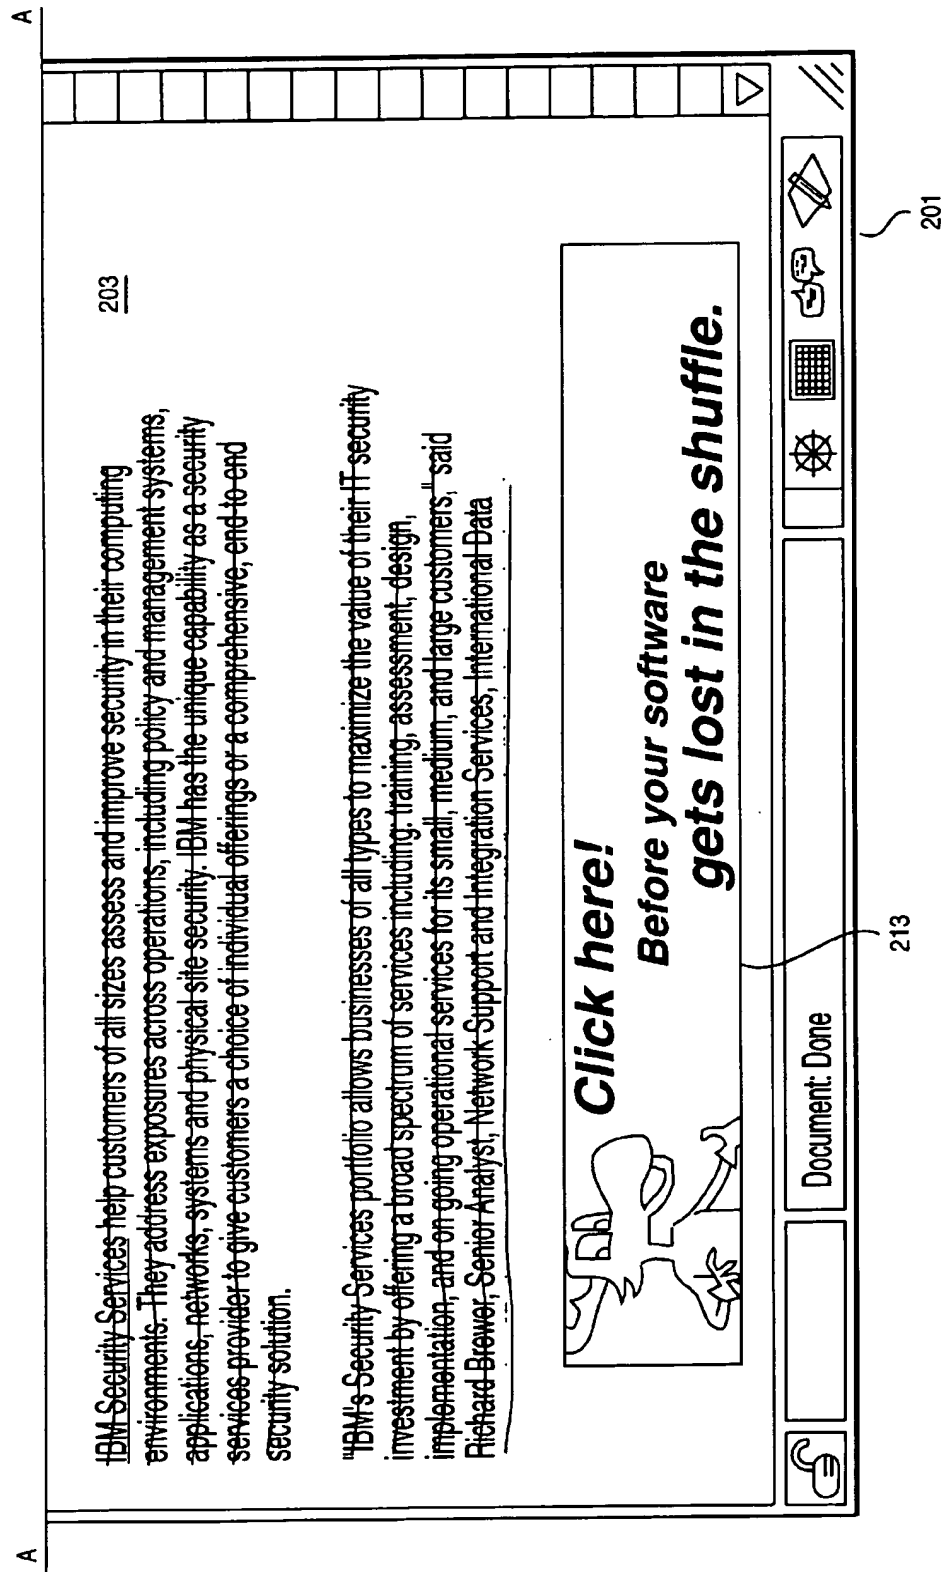 A
A
203
IBM Security Services help customers of all sizes assess and improve security in their computing
environments. They address exposures across operations, including policy and management systems,
applications, networks, systems and physical site security. IBM has the unique capability as a security
services provider to give customers a choice of individual offerings or a comprehensive, end to end
security solution.
"IBM's Security Services portfolio allows businesses of all types to maximize the value of their IT security
investment by offering a broad spectrum of services including: training, assessment, design,
implementation, and on going operational services for its small, medium, and large customers," said
Richard Brewer, Senior Analyst, Network Support and Integration Services, International Data
Click here!
Before your software
gets lost in the shuffle.
Document: Done
213
201